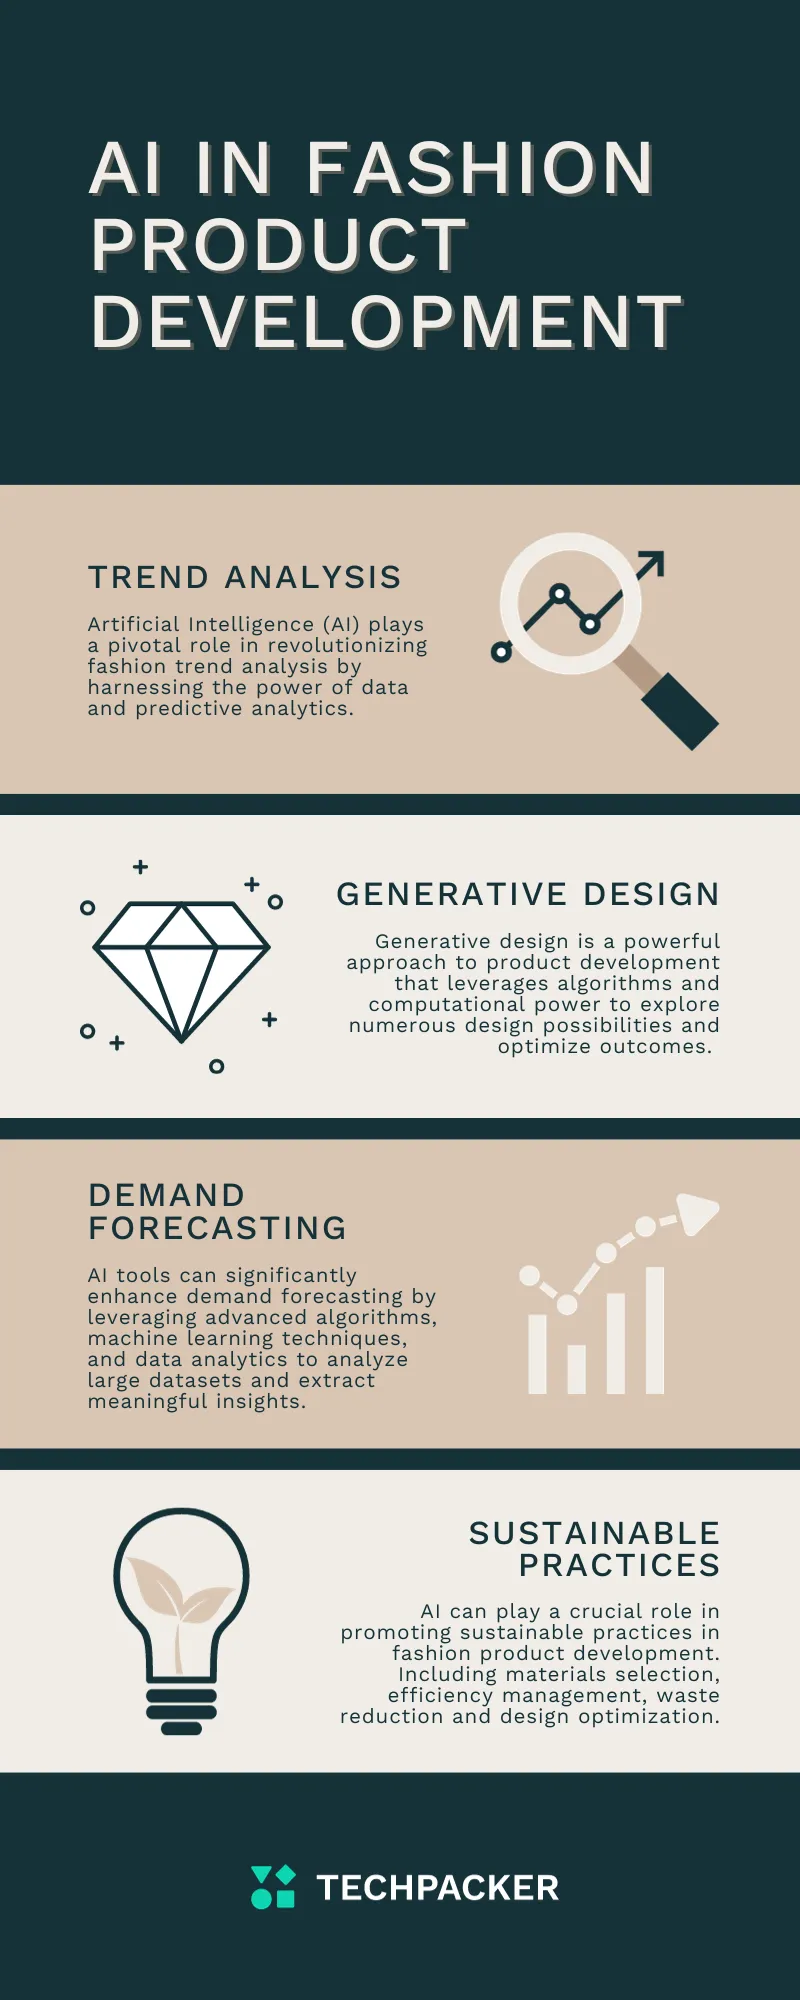 AI IN FASHION
PRODUCT
DEVELOPMENT
TREND ANALYSIS
Artificial Intelligence (AI) plays
a pivotal role in revolutionizing
fashion trend analysis by
harnessing the power of data
and predictive analytics.
GENERATIVE DESIGN
Generative design is a powerful
approach to product development
that leverages algorithms and
computational power to explore
numerous design possibilities and
optimize outcomes.
DEMAND
FORECASTING
AI tools can significantly
enhance demand forecasting by
leveraging advanced algorithms,
machine learning techniques,
and data analytics to analyze
large datasets and extract
meaningful insights.
SUSTAINABLE
PRACTICES
AI can play a crucial role in
promoting sustainable practices in
fashion product development.
Including materials selection,
efficiency management, waste
reduction and design optimization.
TECHPACKER